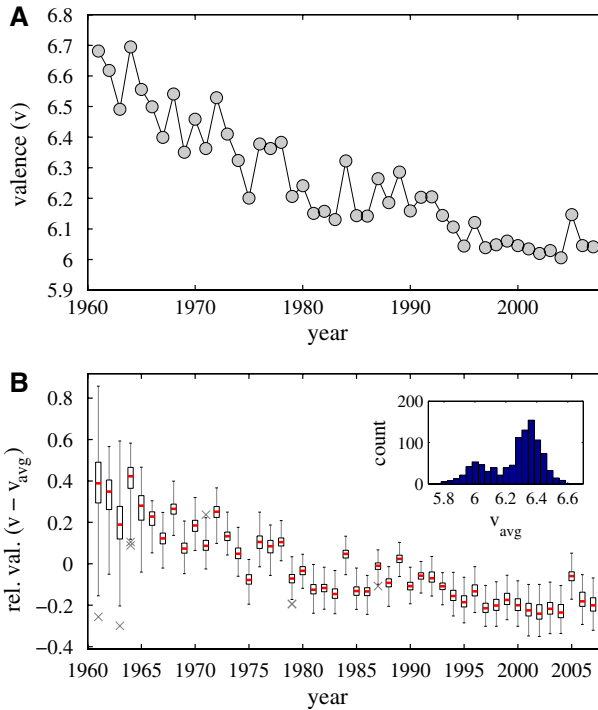 A
6.8
6.7
6.6
6.5
6.4
6.3
6.2
6.1
6
5.9
valence (v)
1960 1970 1980 1990 2000
year
B
0.8
0.6
0.4
0.2
0
−0.2
−0.4
rel. val. (v − vavg)
200
100
0
count
5.8 6 6.2 6.4 6.6
vavg
1960 1965 1970 1975 1980 1985 1990 1995 2000 2005
year